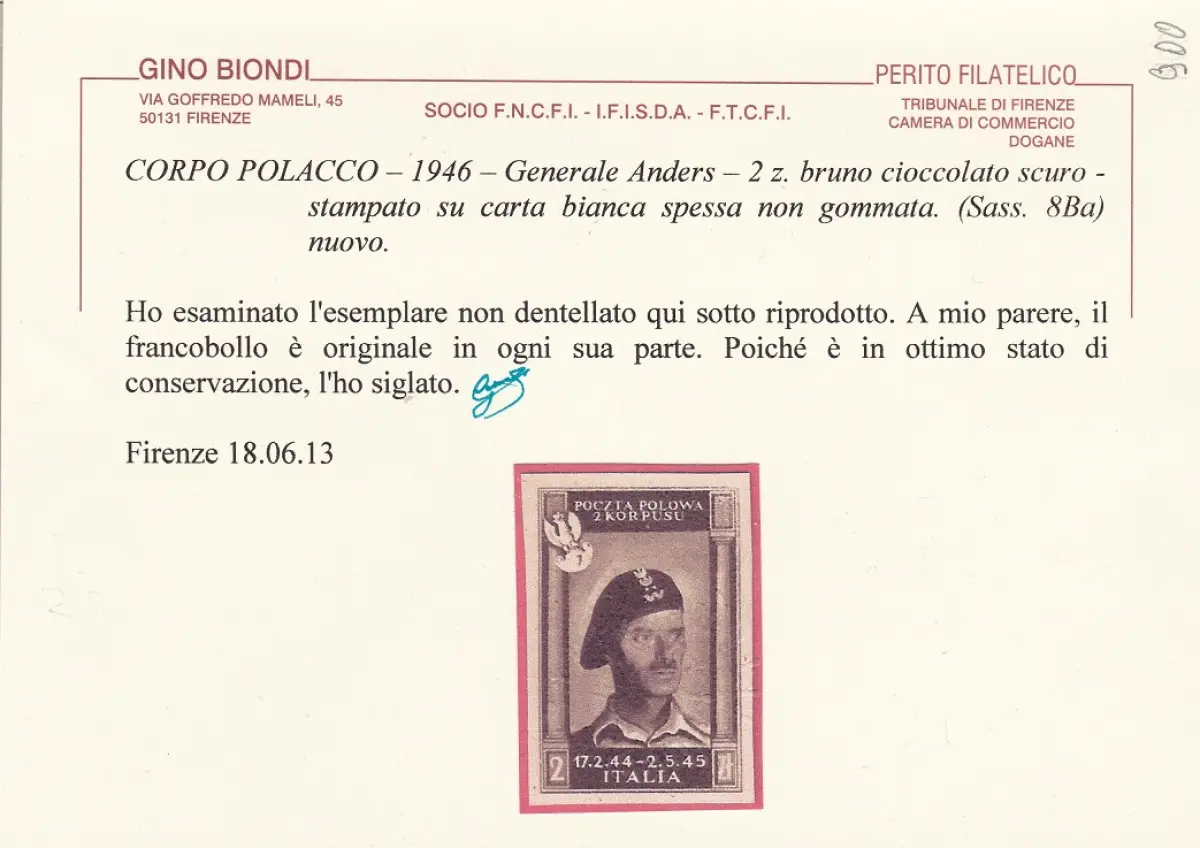 900
GINO BIONDI
PERITO FILATELICO
VIA GOFFREDO MAMELI, 45
50131 FIRENZE
SOCIO F.N.C.F.I. - I.F.I.S.D.A. - F.T.C.F.I.
TRIBUNALE DI FIRENZE
CAMERA DI COMMERCIO
DOGANE
CORPO POLACCO – 1946 – Generale Anders – 2 z. bruno cioccolato scuro -
stampato su carta bianca spessa non gommata. (Sass. 8Ba)
nuovo.
Ho esaminato l'esemplare non dentellato qui sotto riprodotto. A mio parere, il
francobollo è originale in ogni sua parte. Poiché è in ottimo stato di
conservazione, l'ho siglato.
Firenze 18.06.13
POCZTA POLOWA
2 KORPUSU
17.2.44-2.5.45
2 ITALIA zł